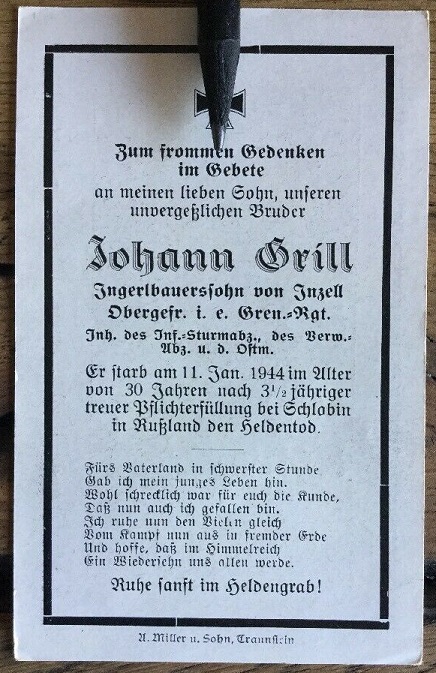 Zum frommen Gedenken
im Gebete
an meinen lieben Sohn, unseren
unvergeßlichen Bruder
Johann Grill
Ingerlbauerssohn von Inzell
Obergefr. i. e. Gren.-Rgt.
Inh. des Inf.-Sturmabz., des Verw.-
Abz. u. d. Ostm.
Er starb am 11. Jan. 1944 im Alter
von 30 Jahren nach 3½ jähriger
treuer Pflichterfüllung bei Schlobin
in Rußland den Heldentod.
Fürs Vaterland in schwerster Stunde
Gab ich mein junges Leben hin.
Wohl schrecklich war für euch die Kunde,
Daß nun auch ich gefallen bin.
Ich ruhe nun den Vielen gleich
Vom Kampf nun aus in fremder Erde
Und hoffe, daß im Himmelreich
Ein Wiedersehn uns allen werde.
Ruhe sanft im Heldengrab!
A. Miller u. Sohn, Traunstein